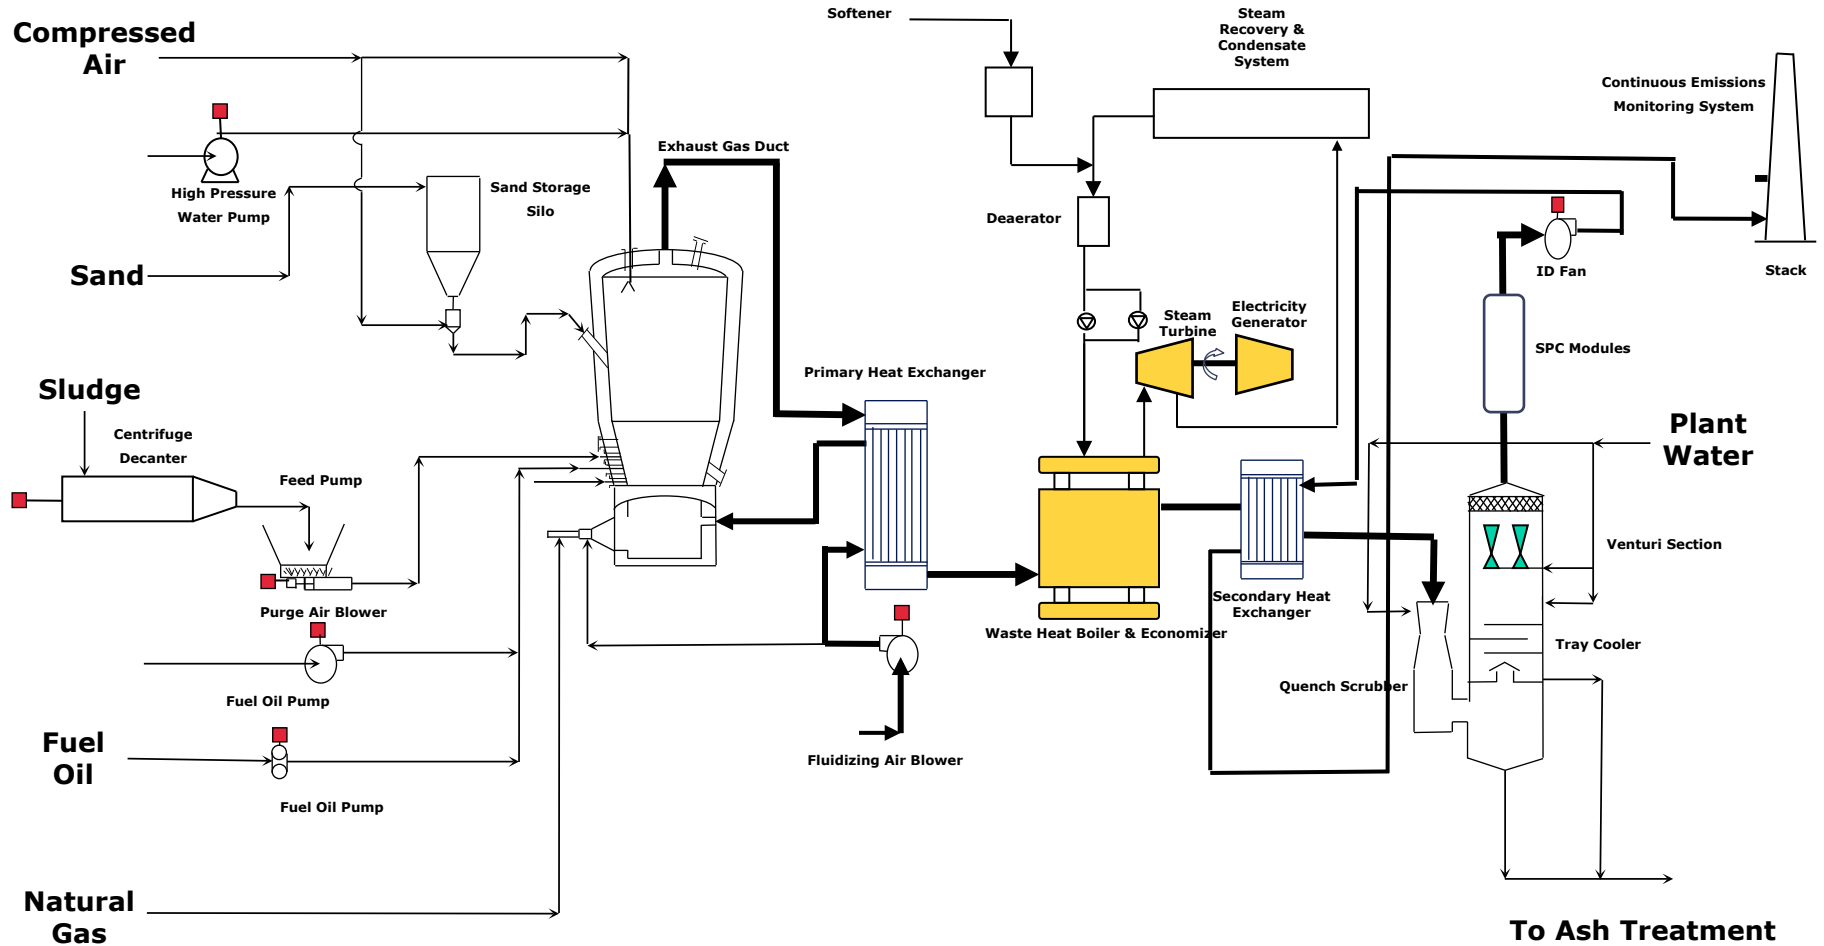 Softener
Steam
Recovery &
Condensate
System
Compressed
Air
Continuous Emissions
Monitoring System
Exhaust Gas Duct
High Pressure
Water Pump
Sand Storage
Silo
Deaerator
Sand
ID Fan
Stack
Steam
Turbine
Electricity
Generator
SPC Modules
Primary Heat Exchanger
Sludge
Centrifuge
Decanter
Feed Pump
Plant
Water
Venturi Section
Purge Air Blower
Secondary Heat
Exchanger
Waste Heat Boiler & Economizer
Tray Cooler
Quench Scrubber
Fuel Oil Pump
Fuel
Oil
Fluidizing Air Blower
Fuel Oil Pump
Natural
Gas
To Ash Treatment